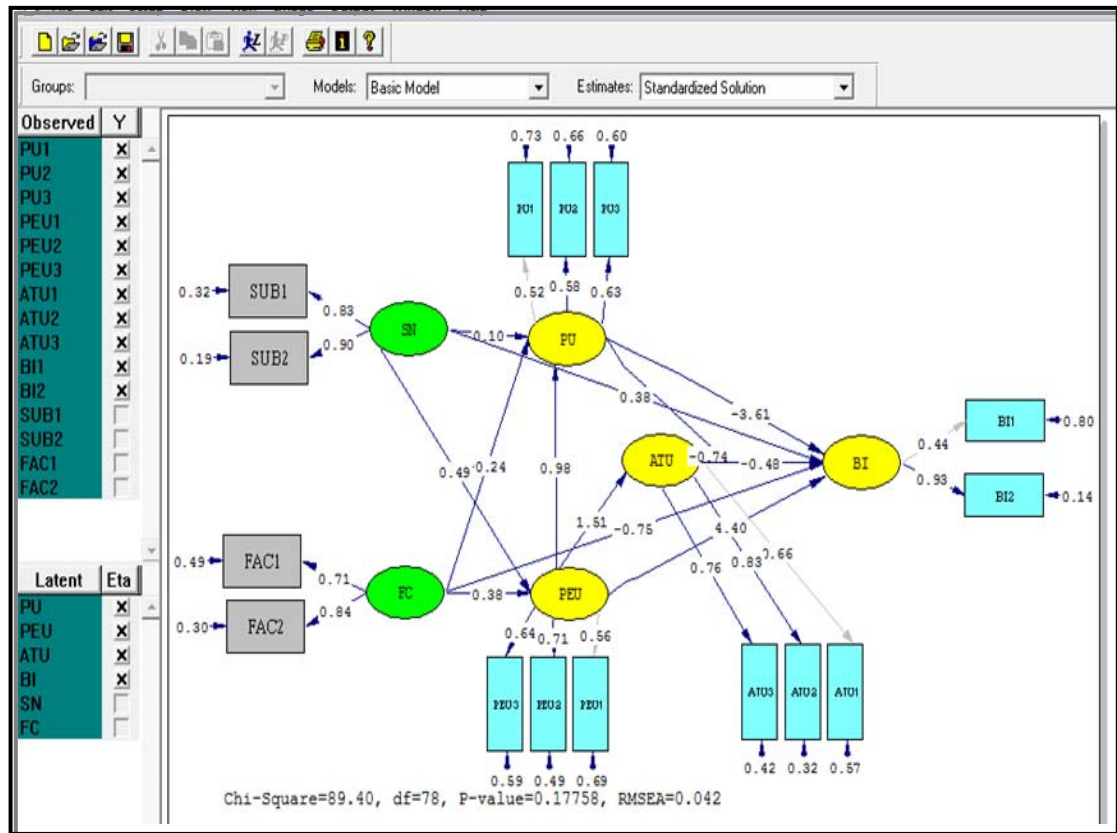 Groups:
Models: Basic Model
Estimates: Standardized Solution
Observed Y
PU1 X
PU2 X
PU3 X
PEU1 X
PEU2 X
PEU3 X
ATU1 X
ATU2 X
ATU3 X
BI1 X
BI2 X
SUB1
SUB2
FAC1
FAC2
Latent Eta
PU X
PEU X
ATU X
BI X
SN
FC
0.73 0.66 0.60
PU1 PU2 PU3
0.52 0.58 0.63
0.32 SUB1 0.83
0.19 SUB2 0.90
SN
0.10
PU
0.38
-3.61
0.49
-0.24
0.98
ATU
-0.74
-0.48
BI
0.44 BI1 0.80
0.93 BI2 0.14
1.51
-0.75
4.40
0.76 0.83 0.66
0.49 FAC1 0.71
0.30 FAC2 0.84
FC
0.38
PEU
0.64 0.71 0.56
PEU3 PEU2 PEU1
0.59 0.49 0.69
ATU3 ATU2 ATU1
0.42 0.32 0.57
Chi-Square=89.40, df=78, P-value=0.17758, RMSEA=0.042